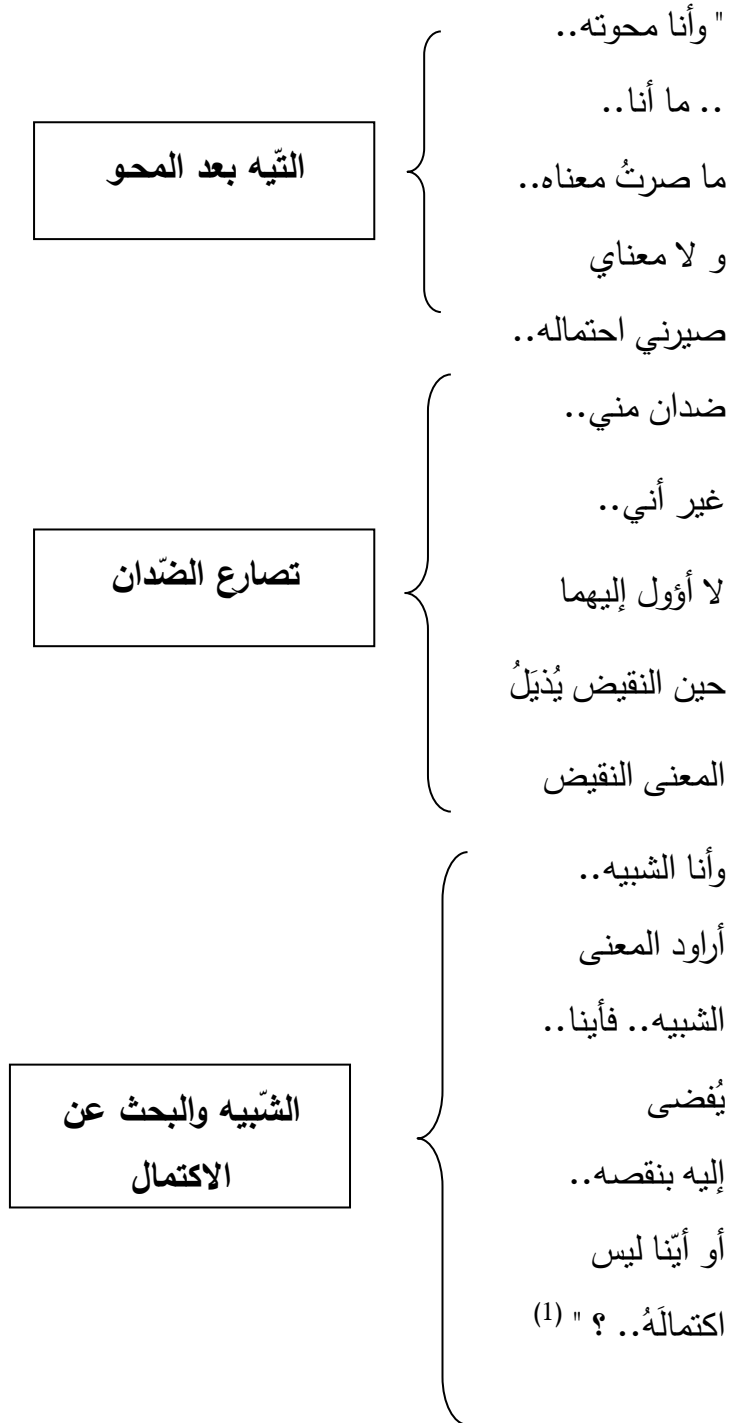 " وأنا محوته..
.. ما أنا..
ما صرتُ معناه..
و لا معناي
صيرني احتماله..
التّيه بعد المحو
ضدان مني..
غير أني..
لا أؤول إليهما
حين النقيض يُذيَلُ
المعنى النقيض
تصارع الضّدان
وأنا الشبيه..
أراود المعنى
الشبيه.. فأينا..
يُفضى
إليه بنقصه..
أو أيّنا ليس
اكتمالَهُ.. ؟ " (1)
الشّبيه والبحث عن
الاكتمال